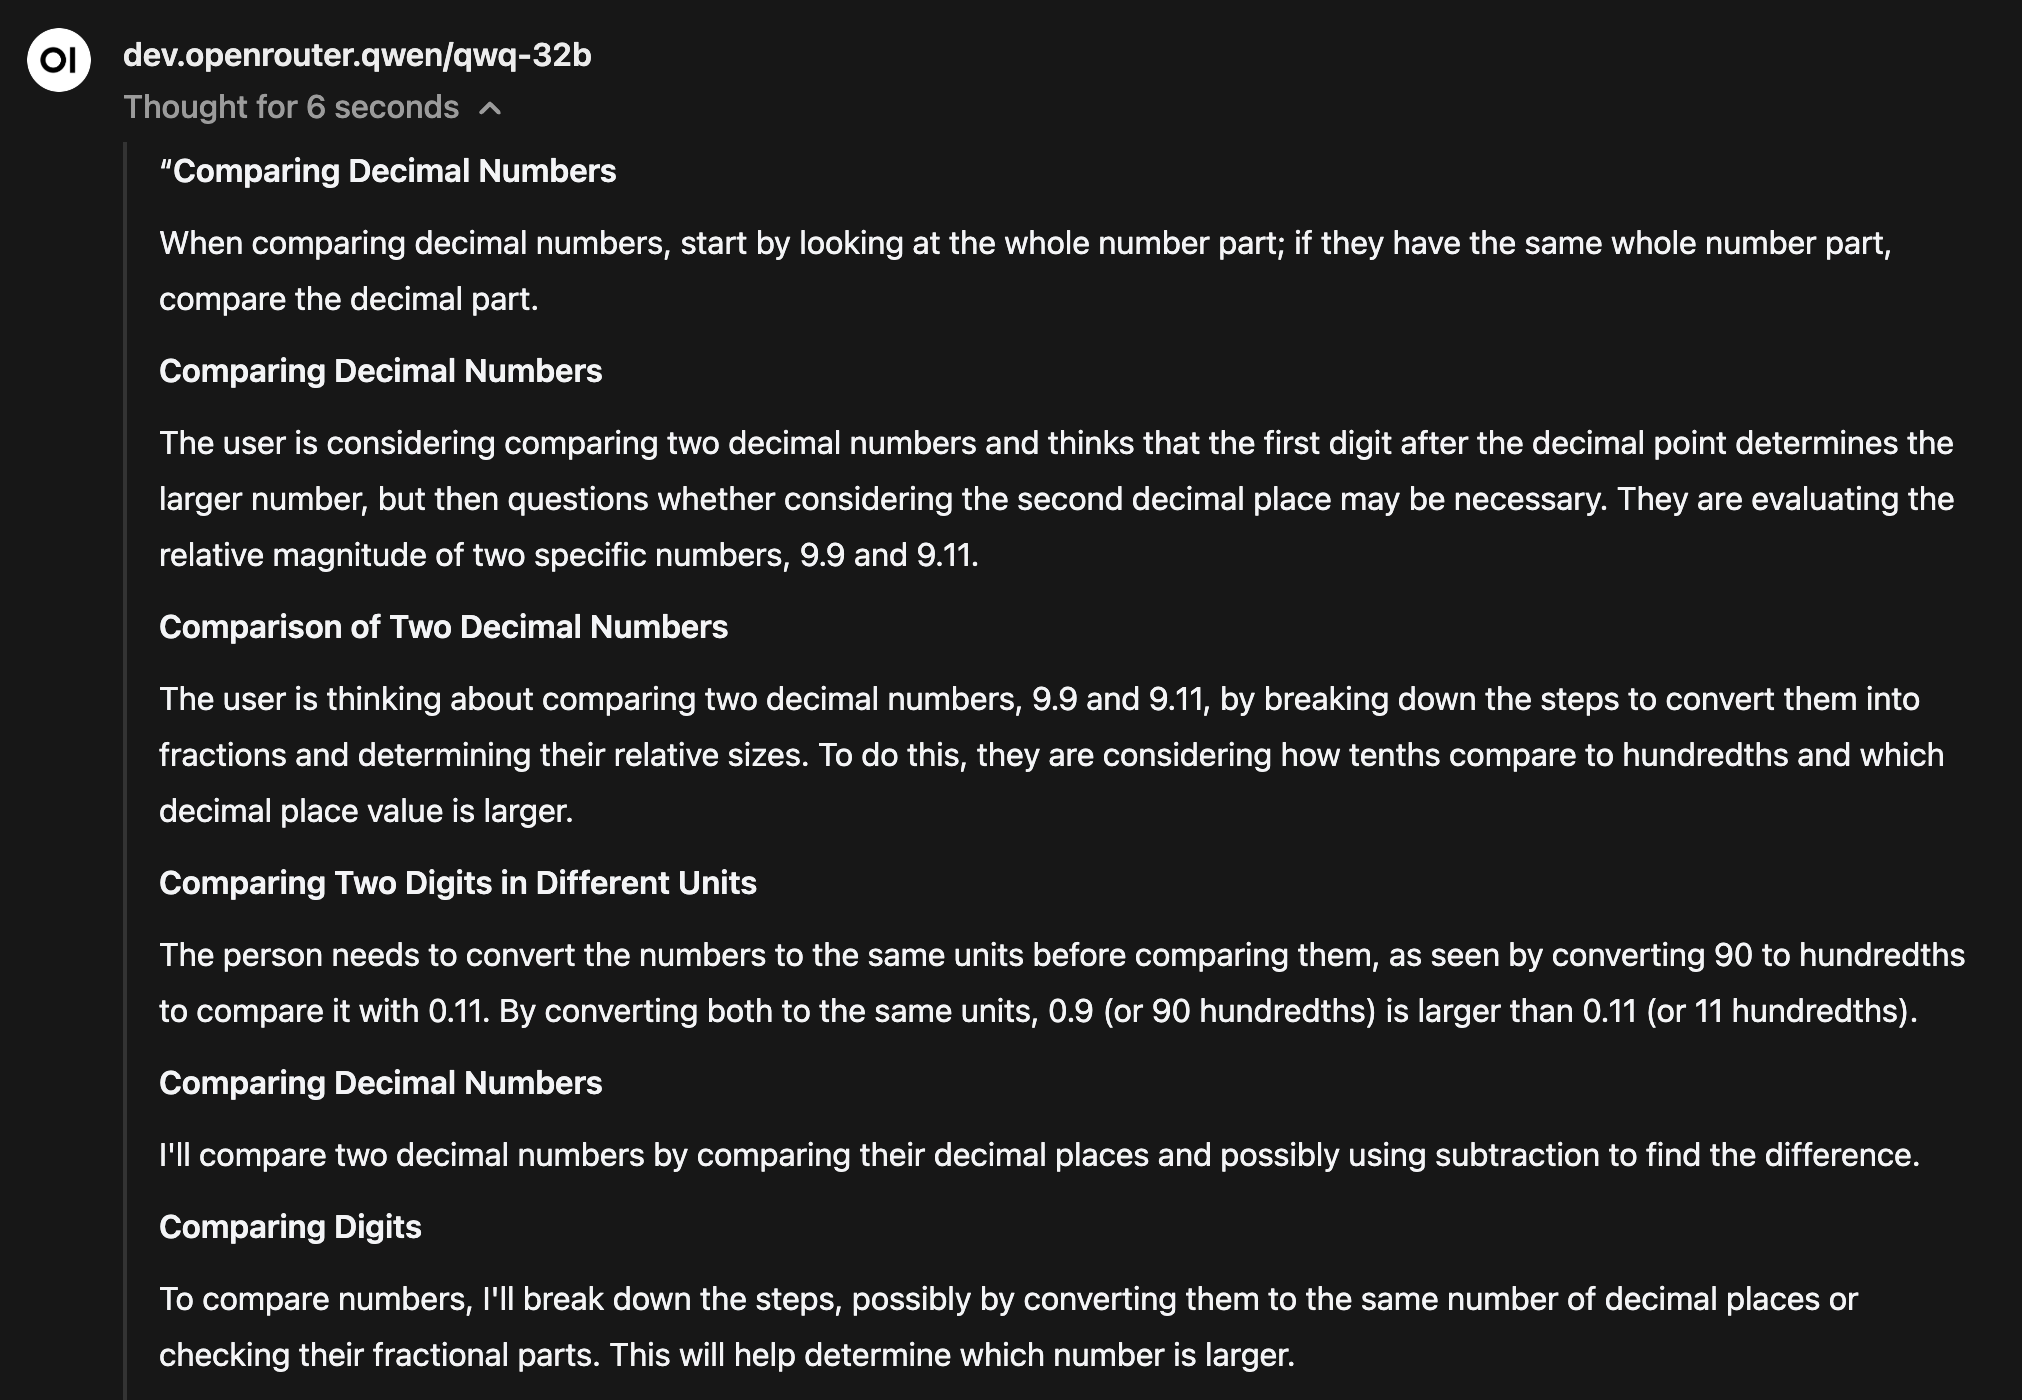 OI
dev.openrouter.qwen/qwq-32b
Thought for 6 seconds
“Comparing Decimal Numbers
When comparing decimal numbers, start by looking at the whole number part; if they have the same whole number part,
compare the decimal part.
Comparing Decimal Numbers
The user is considering comparing two decimal numbers and thinks that the first digit after the decimal point determines the
larger number, but then questions whether considering the second decimal place may be necessary. They are evaluating the
relative magnitude of two specific numbers, 9.9 and 9.11.
Comparison of Two Decimal Numbers
The user is thinking about comparing two decimal numbers, 9.9 and 9.11, by breaking down the steps to convert them into
fractions and determining their relative sizes. To do this, they are considering how tenths compare to hundredths and which
decimal place value is larger.
Comparing Two Digits in Different Units
The person needs to convert the numbers to the same units before comparing them, as seen by converting 90 to hundredths
to compare it with 0.11. By converting both to the same units, 0.9 (or 90 hundredths) is larger than 0.11 (or 11 hundredths).
Comparing Decimal Numbers
I'll compare two decimal numbers by comparing their decimal places and possibly using subtraction to find the difference.
Comparing Digits
To compare numbers, I'll break down the steps, possibly by converting them to the same number of decimal places or
checking their fractional parts. This will help determine which number is larger.